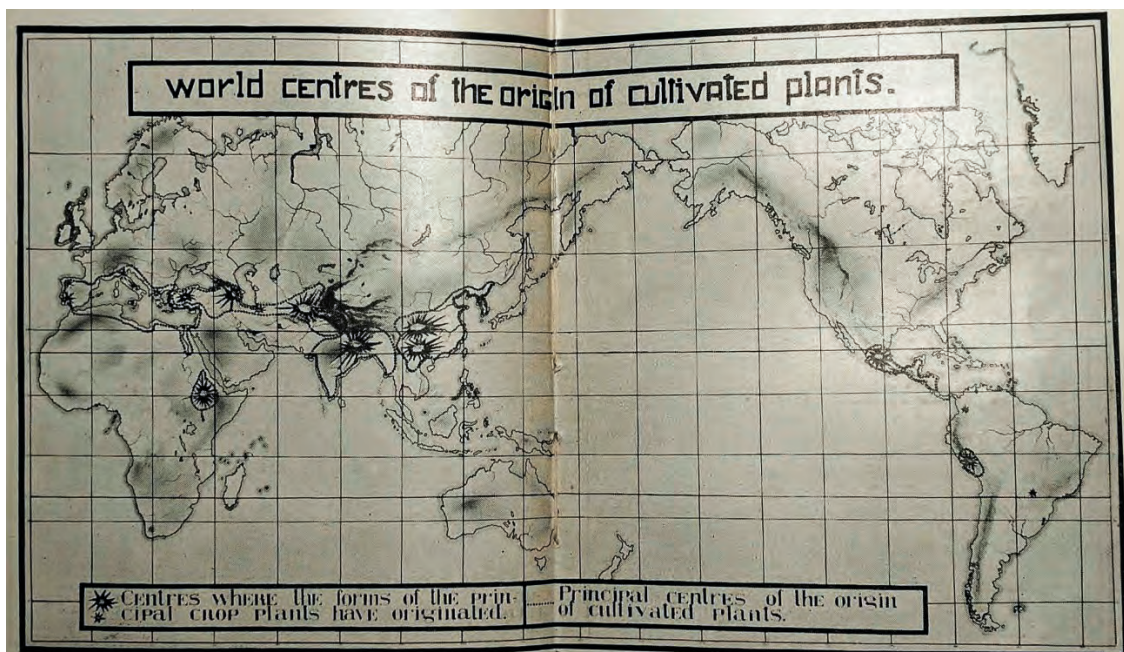 world centres of the origin of cultivated plants.
Centres where the forms of the prin-
cipal crop plants have originated.
Principal centres of the origin
of cultivated plants.